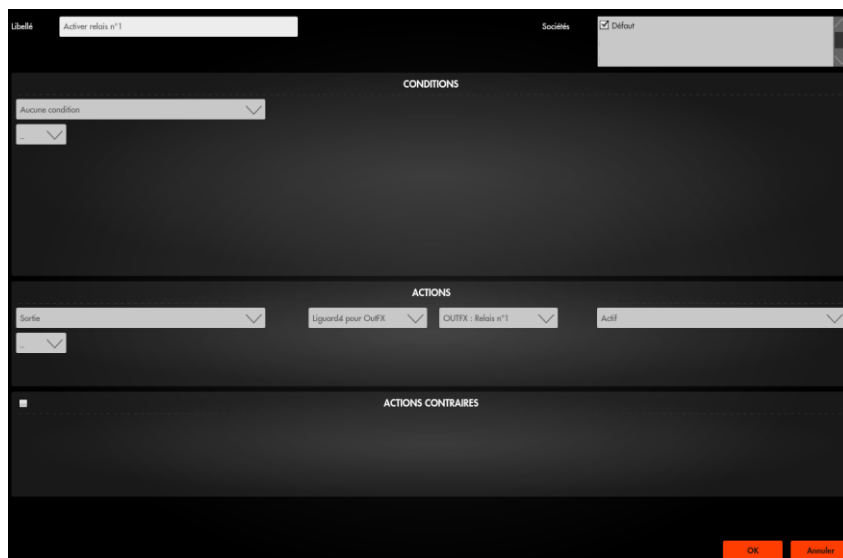 Libellé Activer relais n°1 Sociétés Défaut
CONDITIONS
Aucune condition
_
ACTIONS
Sortie Liguard4 pour OutFX OUTFX : Relais n°1 Actif
_
ACTIONS CONTRAIRES
OK Annuler